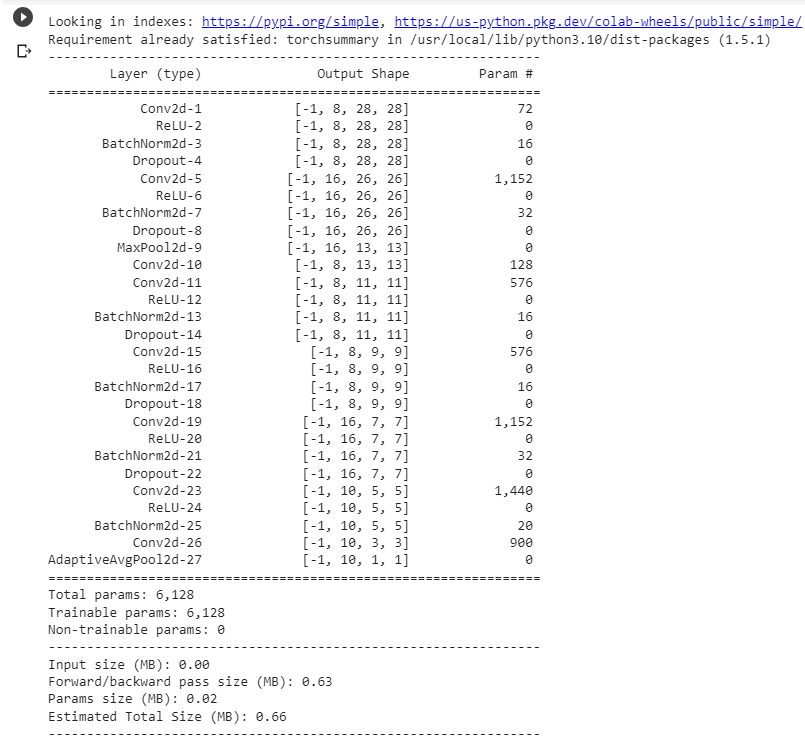 Looking in indexes: https://pypi.org/simple, https://us-python.pkg.dev/colab-wheels/public/simple/
Requirement already satisfied: torchsummary in /usr/local/lib/python3.10/dist-packages (1.5.1)
----------------------------------------------------------------
Layer (type) Output Shape Param #
================================================================
Conv2d-1 [-1, 8, 28, 28] 72
ReLU-2 [-1, 8, 28, 28] 0
BatchNorm2d-3 [-1, 8, 28, 28] 16
Dropout-4 [-1, 8, 28, 28] 0
Conv2d-5 [-1, 16, 26, 26] 1,152
ReLU-6 [-1, 16, 26, 26] 0
BatchNorm2d-7 [-1, 16, 26, 26] 32
Dropout-8 [-1, 16, 26, 26] 0
MaxPool2d-9 [-1, 16, 13, 13] 0
Conv2d-10 [-1, 8, 13, 13] 128
Conv2d-11 [-1, 8, 11, 11] 576
ReLU-12 [-1, 8, 11, 11] 0
BatchNorm2d-13 [-1, 8, 11, 11] 16
Dropout-14 [-1, 8, 11, 11] 0
Conv2d-15 [-1, 8, 9, 9] 576
ReLU-16 [-1, 8, 9, 9] 0
BatchNorm2d-17 [-1, 8, 9, 9] 16
Dropout-18 [-1, 8, 9, 9] 0
Conv2d-19 [-1, 16, 7, 7] 1,152
ReLU-20 [-1, 16, 7, 7] 0
BatchNorm2d-21 [-1, 16, 7, 7] 32
Dropout-22 [-1, 16, 7, 7] 0
Conv2d-23 [-1, 10, 5, 5] 1,440
ReLU-24 [-1, 10, 5, 5] 0
BatchNorm2d-25 [-1, 10, 5, 5] 20
Conv2d-26 [-1, 10, 3, 3] 900
AdaptiveAvgPool2d-27 [-1, 10, 1, 1] 0
================================================================
Total params: 6,128
Trainable params: 6,128
Non-trainable params: 0
----------------------------------------------------------------
Input size (MB): 0.00
Forward/backward pass size (MB): 0.63
Params size (MB): 0.02
Estimated Total Size (MB): 0.66
----------------------------------------------------------------